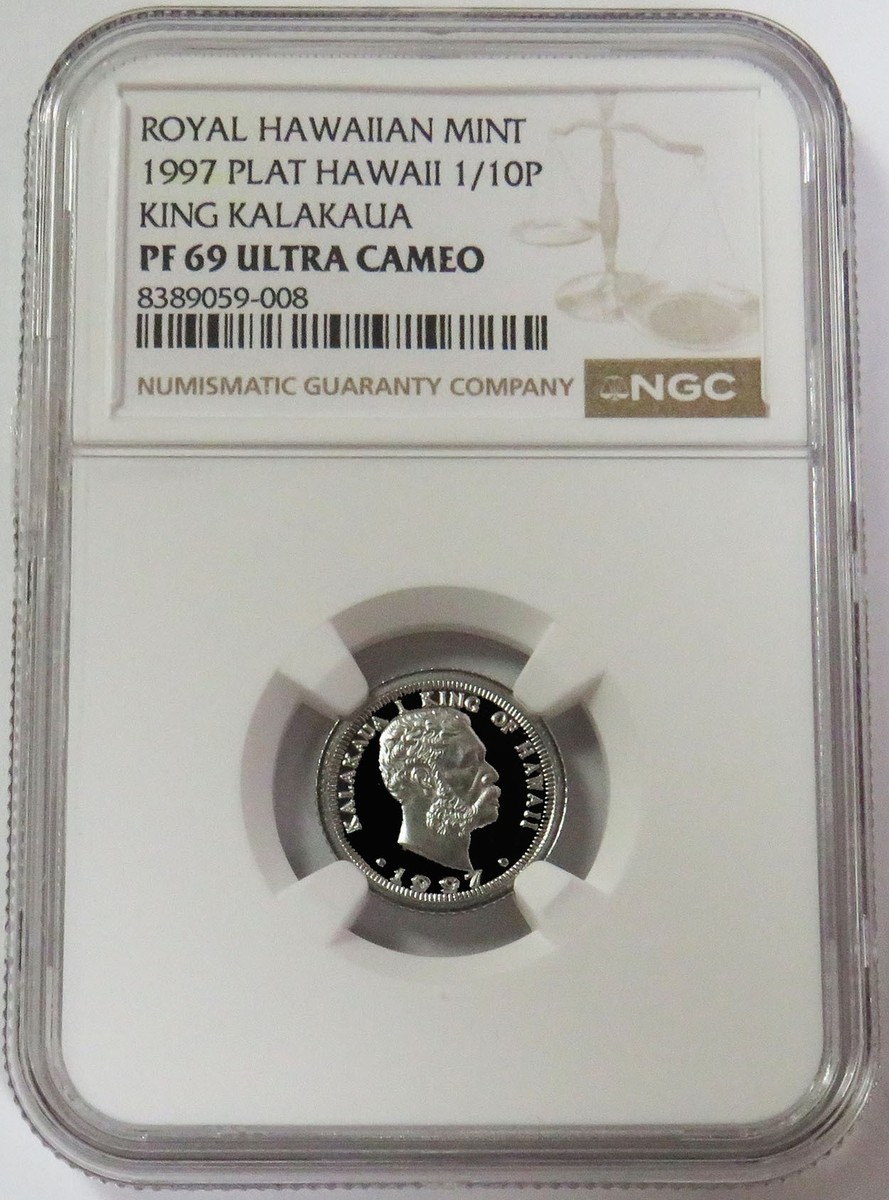 ROYAL HAWAIIAN MINT
1997 PLAT HAWAII 1/10P
KING KALAKAUA
PF 69 ULTRA CAMEO
8389059-008
NUMISMATIC GUARANTY COMPANY
NGC
KALAKAUA I KING OF HAWAII
1997